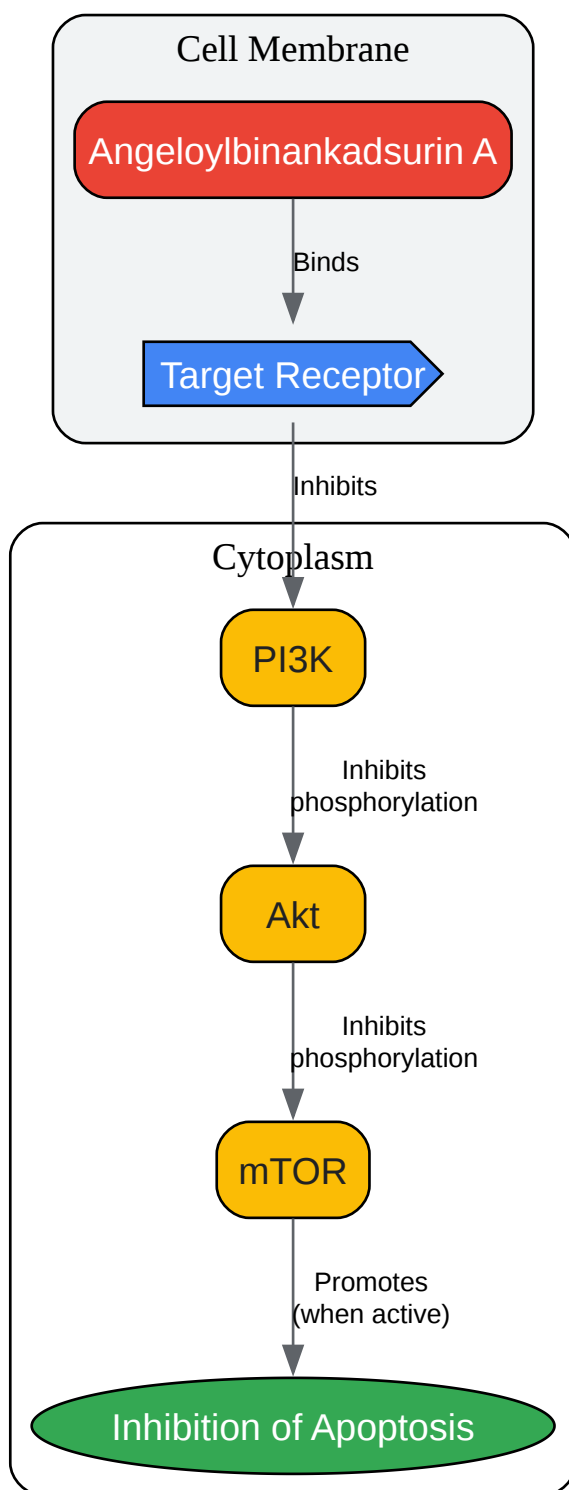 Cell Membrane
Angeloylbinankadsurin A
Binds
Target Receptor
Inhibits
Cytoplasm
PI3K
Inhibits
phosphorylation
Akt
Inhibits
phosphorylation
mTOR
Promotes
(when active)
Inhibition of Apoptosis